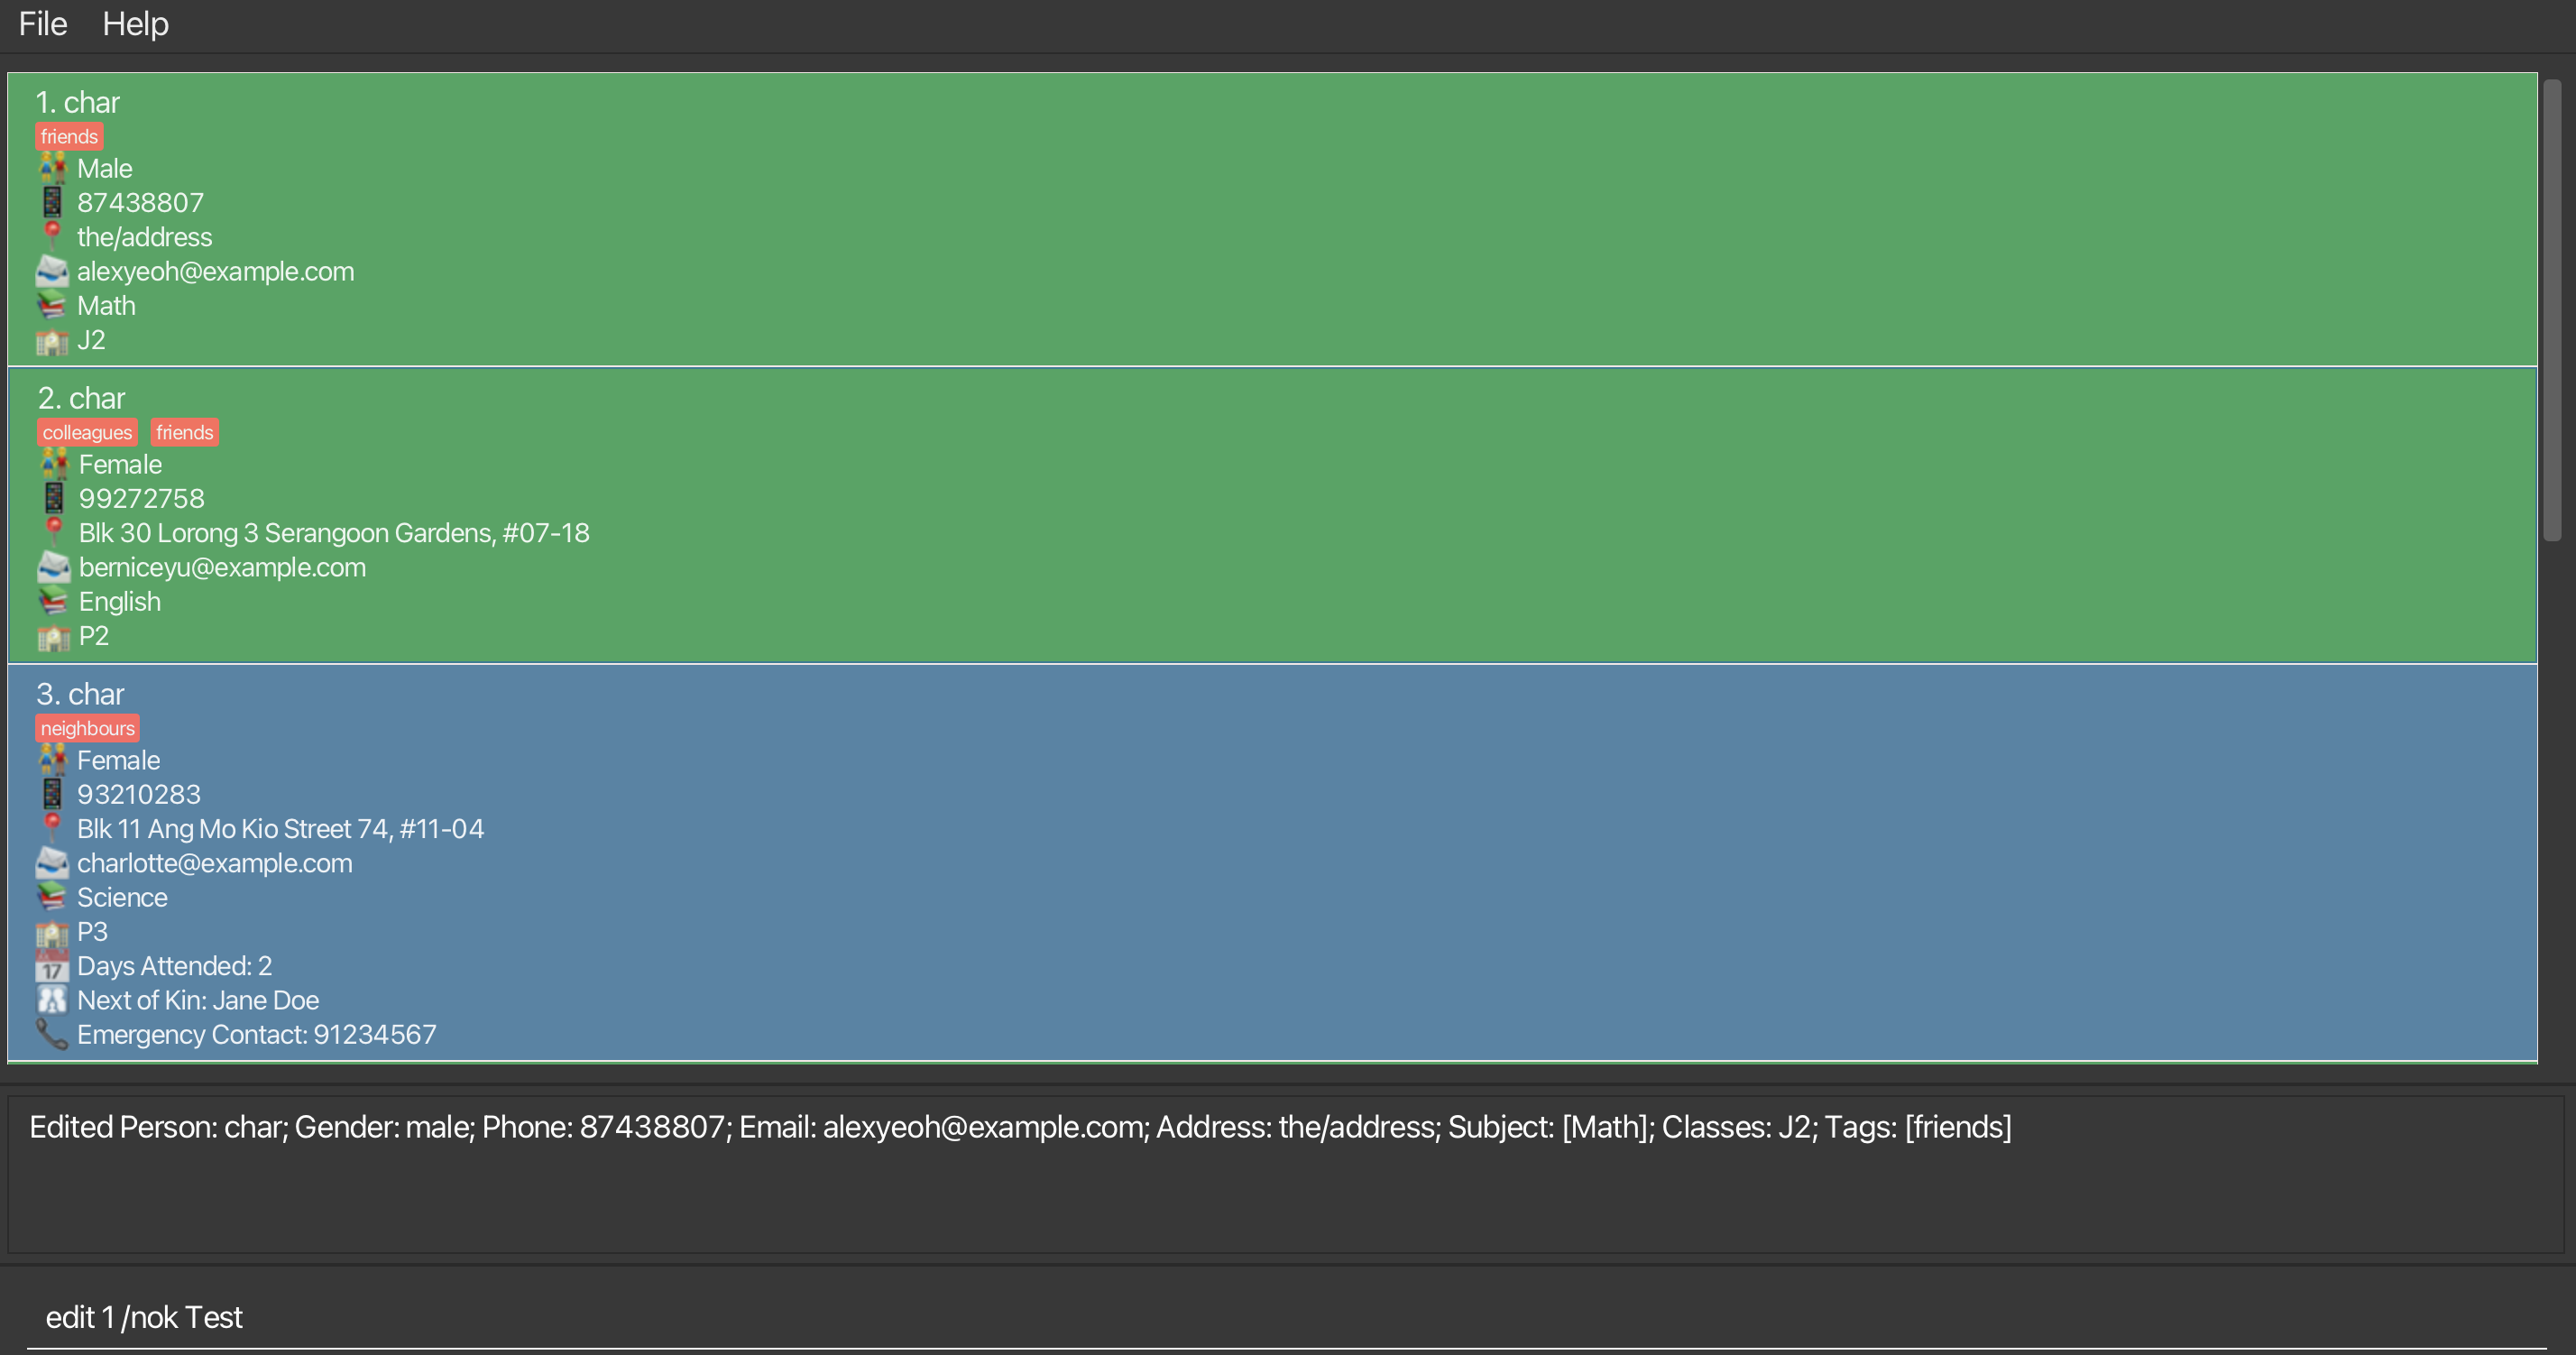 File Help
1. char
friends
Male
87438807
the/address
alexyeoh@example.com
Math
J2
2. char
colleagues friends
Female
99272758
Blk 30 Lorong 3 Serangoon Gardens, #07-18
berniceyu@example.com
English
P2
3. char
neighbours
Female
93210283
Blk 11 Ang Mo Kio Street 74, #11-04
charlotte@example.com
Science
P3
17 Days Attended: 2
Next of Kin: Jane Doe
Emergency Contact: 91234567
Edited Person: char; Gender: male; Phone: 87438807; Email: alexyeoh@example.com; Address: the/address; Subject: [Math]; Classes: J2; Tags: [friends]
edit 1 /nok Test